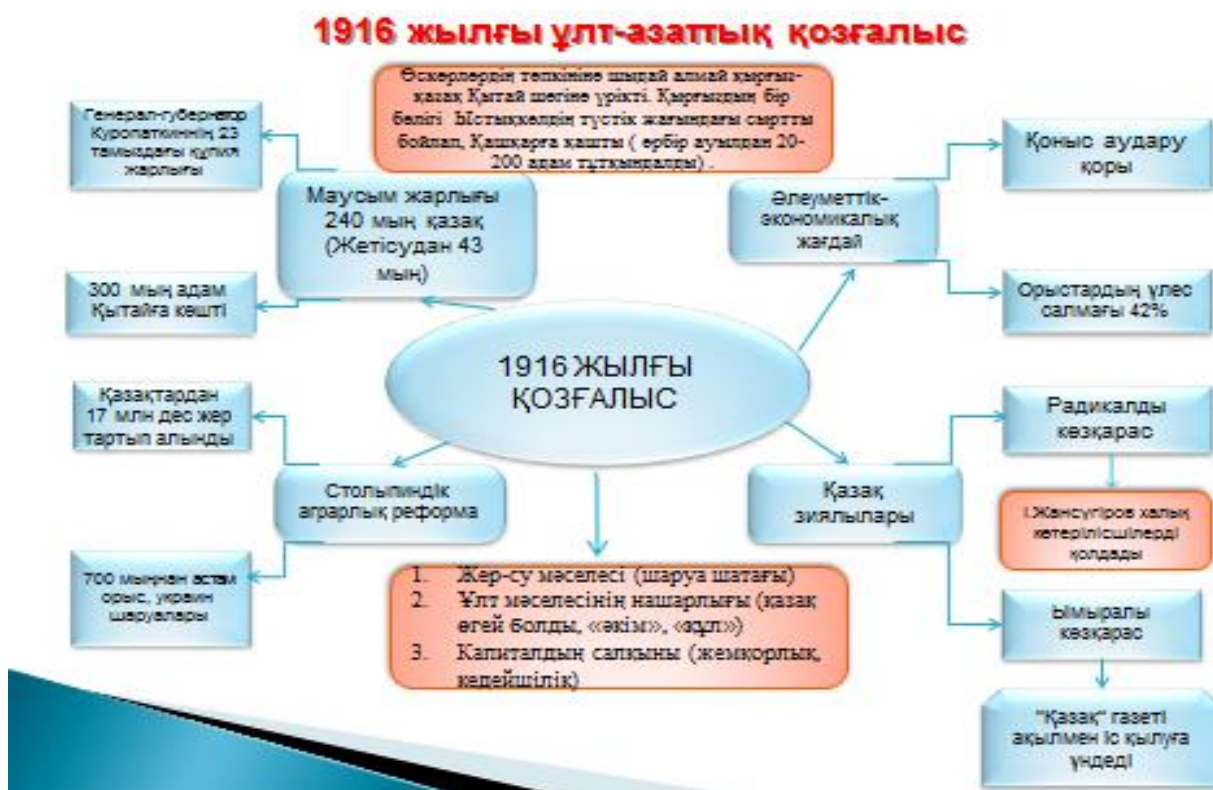 1916 жылғы ұлт-азаттық қозғалыс
Әскерлердің төпкініне шыдай алмай қырғыз-
қазақ Қытай шегіне үрікті. Қырғыздың бір
бөлігі Ыстықкөлдің түстік жағындағы сыртты
бойлап, Қашқарға қашты ( әрбір ауылдан 20-
200 адам тұтқындалды) .
Генерал-губернатор
Куропаткиннің 23
тамыздағы құпия
жарлығы
Маусым жарлығы
240 мың қазақ
(Жетісудан 43
мың)
300 мың адам
Қытайға көшті
Әлеуметтік-
экономикалық
жағдай
Қоныс аудару
қоры
Орыстардың үлес
салмағы 42%
1916 ЖЫЛҒЫ
ҚОЗҒАЛЫС
Қазақтардан
17 млн дес жер
тартып алынды
Столыпиндік
аграрлық реформа
700 мыңнан астам
орыс, украин
шаруалары
Қазақ
зиялылары
Радикалды
көзқарас
І.Жансүгіров халық
көтерілісшілерді
қолдады
Ымыралы
көзқарас
"Қазақ" газеті
ақылмен іс қылуға
үндеді
1. Жер-су мәселесі (шаруа шатағы)
2. Ұлт мәселесінің нашарлығы (қазақ
өгей болды, «әкім», «құл»)
3. Капиталдың салқыны (жемқорлық,
кедейшілік)